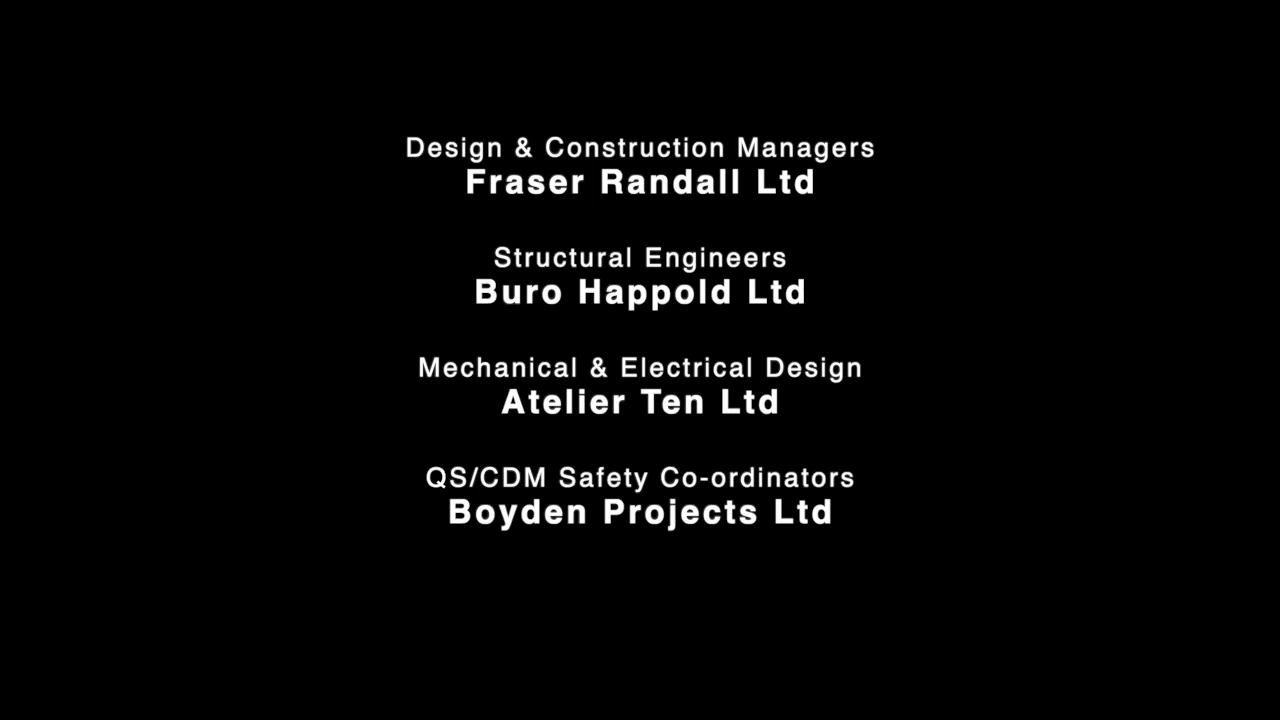 Design & Construction Managers
Fraser Randall Ltd
Structural Engineers
Buro Happold Ltd
Mechanical & Electrical Design
Atelier Ten Ltd
QS/CDM Safety Co-ordinators
Boyden Projects Ltd